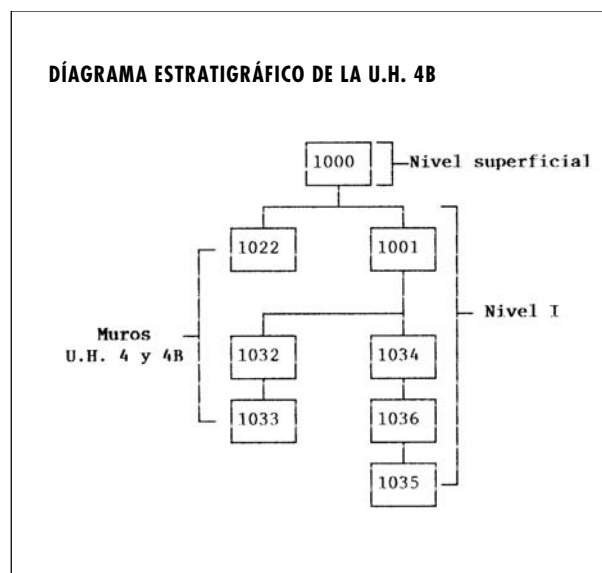 DÍAGRAMA ESTRATIGRÁFICO DE LA U.H. 4B
1000
Nivel superficial
1022
1001
Muros
U.H. 4 y 4B
Nivel I
1032
1034
1033
1036
1035